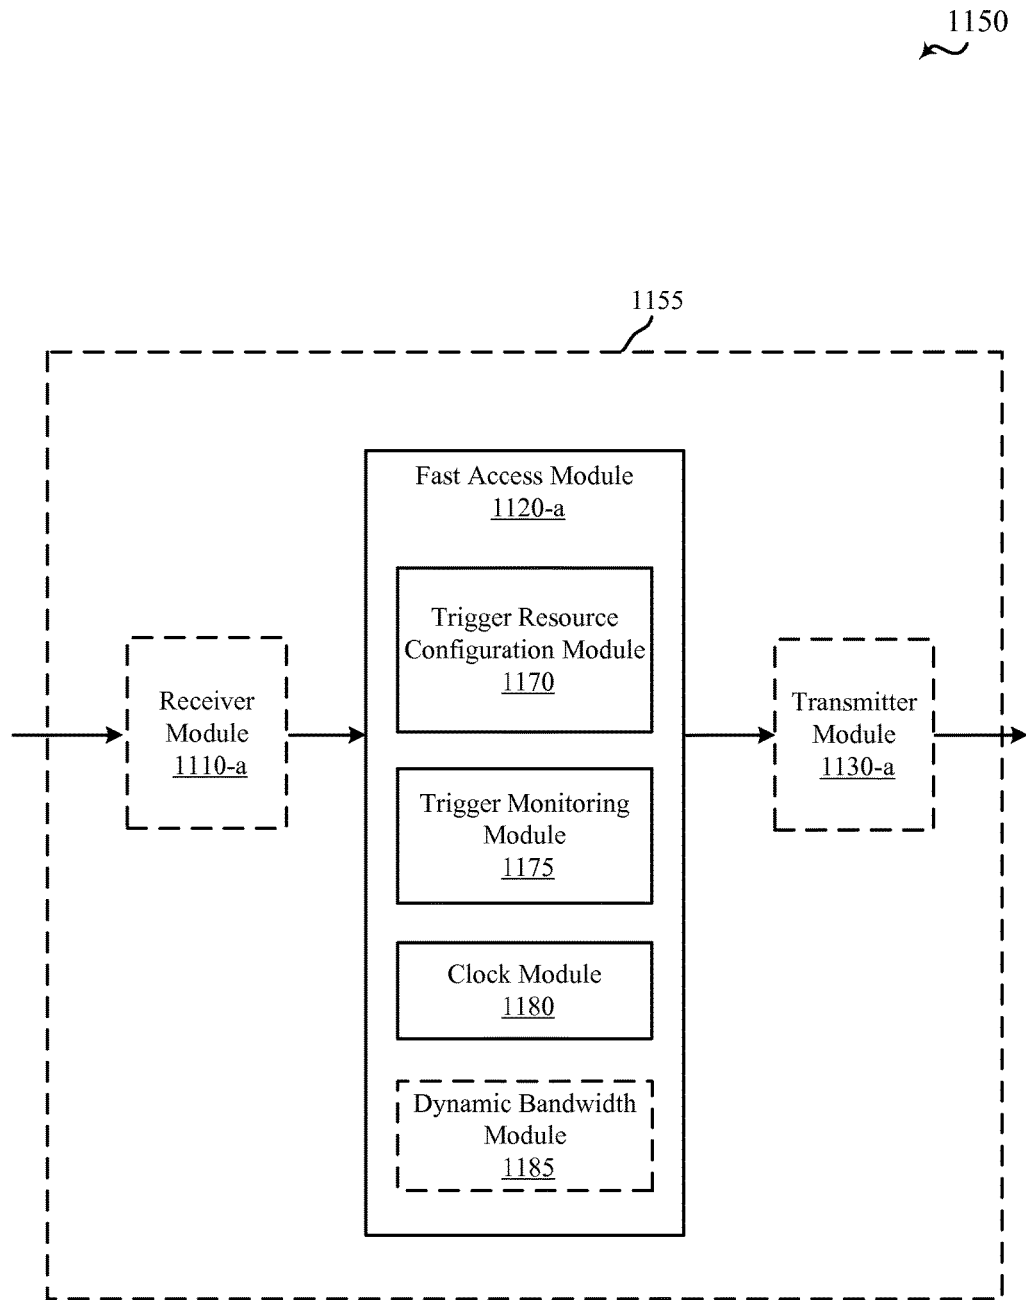 1150
1155
Fast Access Module
1120-a
Trigger Resource
Configuration Module
1170
Receiver
Module
1110-a
Transmitter
Module
1130-a
Trigger Monitoring
Module
1175
Clock Module
1180
Dynamic Bandwidth
Module
1185